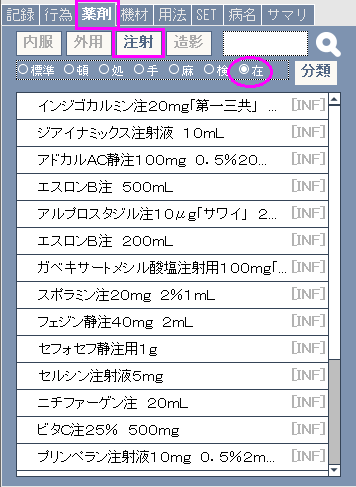 記録 行為 薬剤 機材 用法 SET 病名 サマリ
内服 外用 注射 造影
標準 頓 処 手 麻 検 在 分類
インジゴカルミン注20mg「第一三共」 ... [INF]
ジアイナミックス注射液 10mL [INF]
アドカルAC静注100mg 0.5%20... [INF]
エスロンB注 500mL [INF]
アルプロスタジル注10μg「サワイ」 2... [INF]
エスロンB注 200mL [INF]
ガベキサートメシル酸塩注射用100mg「... [INF]
スポラミン注20mg 2%1mL [INF]
フェジン静注40mg 2mL [INF]
セフォセフ静注用1g [INF]
セルシン注射液5mg [INF]
ニチファーゲン注 20mL [INF]
ビタC注25% 500mg [INF]
プリンペラン注射液10mg 0.5%2m... [INF]